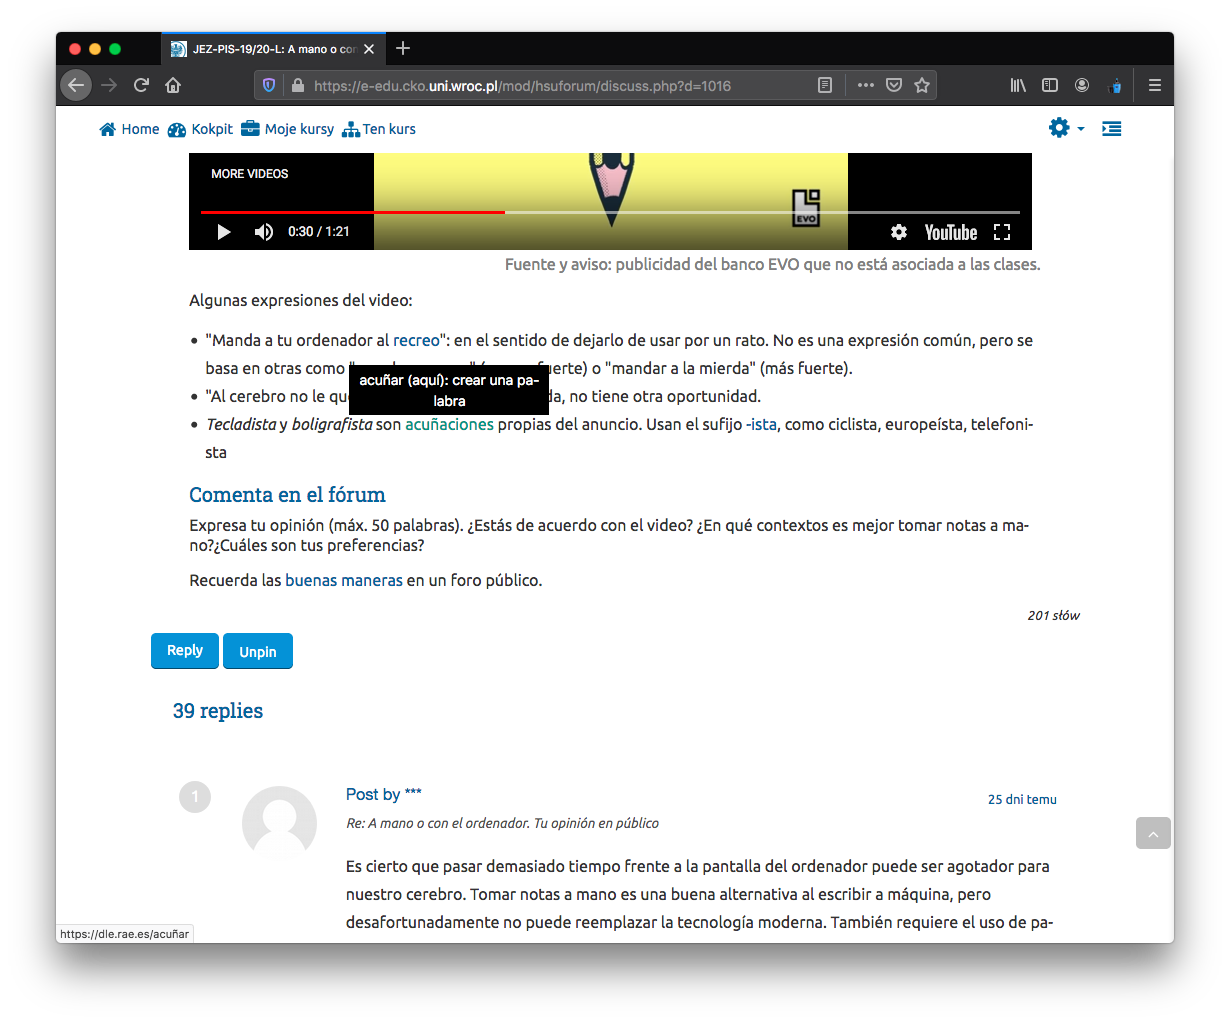 JEZ-PIS-19/20-L: A mano o con
https://e-edu.cko.uni.wroc.pl/mod/hsuforum/discuss.php?d=1016
Home Kokpit Moje kursy Ten kurs
MORE VIDEOS
EVO
0:30 / 1:21
YouTube
Fuente y aviso: publicidad del banco EVO que no está asociada a las clases.
Algunas expresiones del video:
• "Manda a tu ordenador al recreo": en el sentido de dejarlo de usar por un rato. No es una expresión común, pero se
basa en otras como "
uerte) o "mandar a la mierda" (más fuerte).
acuñar (aquí): crear una pa-
labra
• "Al cerebro no le que
da, no tiene otra oportunidad.
• Tecladista y boligrafista son acuñaciones propias del anuncio. Usan el sufijo -ista, como ciclista, europeísta, telefoni-
sta
Comenta en el fórum
Expresa tu opinión (máx. 50 palabras). ¿Estás de acuerdo con el video? ¿En qué contextos es mejor tomar notas a ma-
no?¿Cuáles son tus preferencias?
Recuerda las buenas maneras en un foro público.
201 słów
Reply Unpin
39 replies
1
Post by ***
25 dni temu
Re: A mano o con el ordenador. Tu opinión en público
Es cierto que pasar demasiado tiempo frente a la pantalla del ordenador puede ser agotador para
nuestro cerebro. Tomar notas a mano es una buena alternativa al escribir a máquina, pero
desafortunadamente no puede reemplazar la tecnología moderna. También requiere el uso de pa-
https://dle.rae.es/acuñar